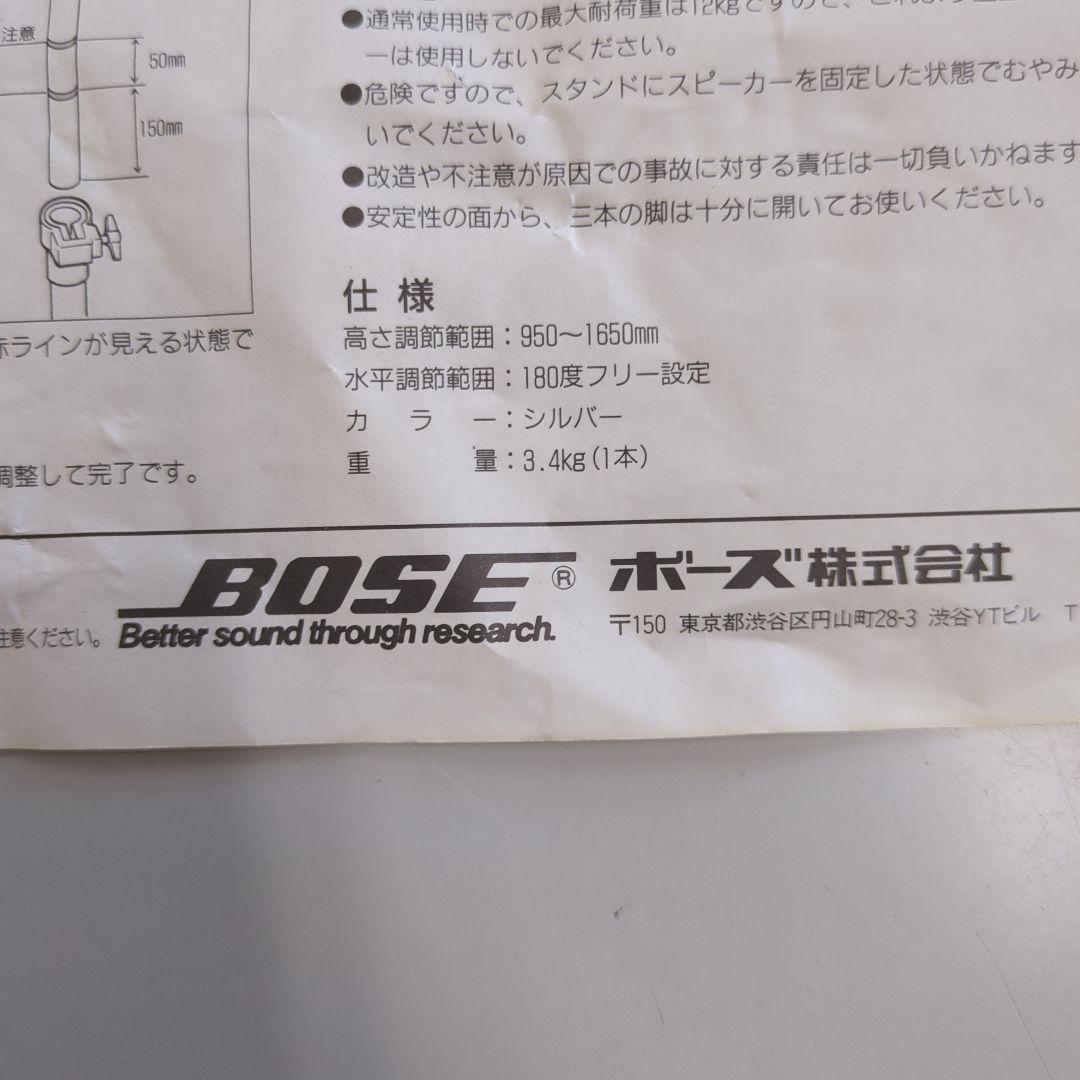 ●通常使用時での最大耐荷重は12kgですので、
ーは使用しないでください。
●危険ですので、スタンドにスピーカーを固定した状態でむやみ
いでください。
●改造や不注意が原因での事故に対する責任は一切負いかねます
●安定性の面から、三本の脚は十分に開いてお使いください。
注意
50mm
150mm
赤ラインが見える状態で
調整して完了です。
仕様
高さ調節範囲：950〜1650mm
水平調節範囲：180度フリー設定
カラー：シルバー
重量：3.4kg（1本）
注意ください。
BOSE®
Better sound through research.
ボーズ株式会社
〒150 東京都渋谷区円山町28-3 渋谷YTビル T